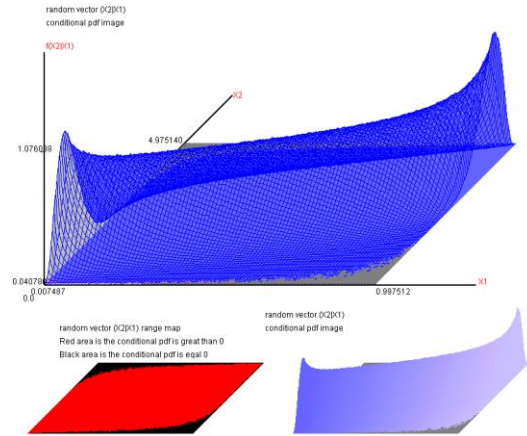 random vector (X2|X1)
conditional pdf image
f(X2|X1)
X2
4.975140
1.076038
0.040786
0.007487
0.0
0.997512
X1
random vector (X2|X1) range map
Red area is the conditional pdf is great than 0
Black area is the conditional pdf is eqal 0
random vector (X2|X1)
conditional pdf image